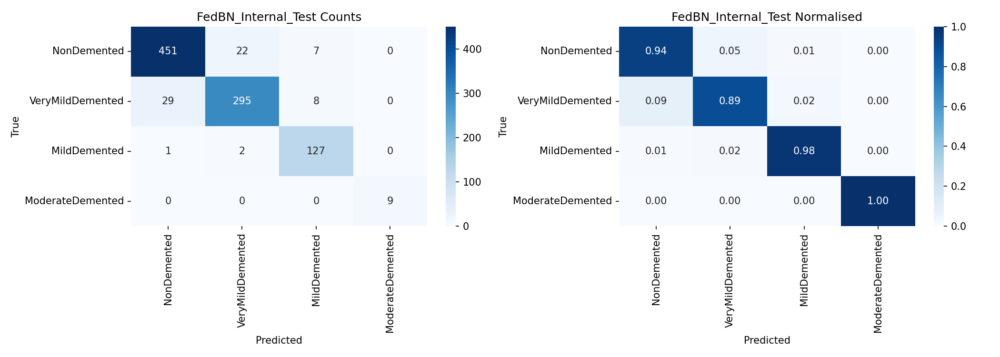 FedBN_Internal_Test Counts
True
NonDemented 451 22 7 0
VeryMildDemented 29 295 8 0
MildDemented 1 2 127 0
ModerateDemented 0 0 0 9
NonDemented VeryMildDemented MildDemented ModerateDemented
Predicted
400
300
200
100
0
FedBN_Internal_Test Normalised
True
NonDemented 0.94 0.05 0.01 0.00
VeryMildDemented 0.09 0.89 0.02 0.00
MildDemented 0.01 0.02 0.98 0.00
ModerateDemented 0.00 0.00 0.00 1.00
NonDemented VeryMildDemented MildDemented ModerateDemented
Predicted
1.0
0.8
0.6
0.4
0.2
0.0